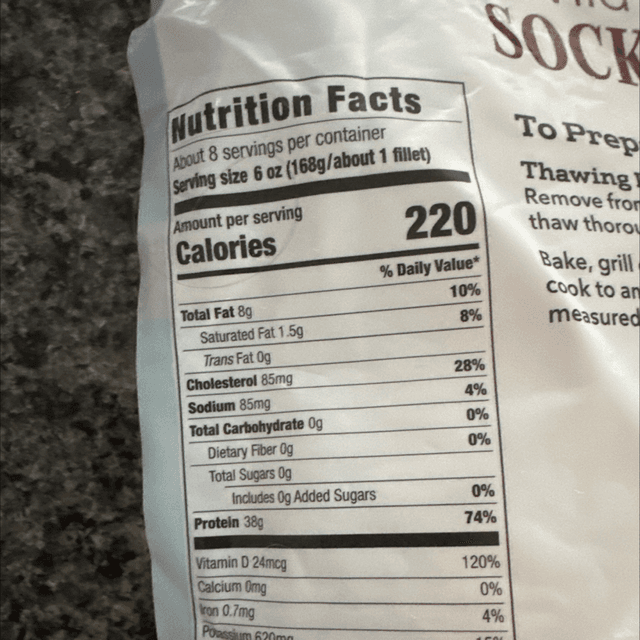 SOCK
Nutrition Facts
About 8 servings per container
Serving size 6 oz (168g/about 1 fillet)
Amount per serving
Calories 220
% Daily Value*
Total Fat 8g 10%
Saturated Fat 1.5g 8%
Trans Fat 0g
Cholesterol 85mg 28%
Sodium 85mg 4%
Total Carbohydrate 0g 0%
Dietary Fiber 0g 0%
Total Sugars 0g
Includes 0g Added Sugars 0%
Protein 38g 74%
Vitamin D 24mcg 120%
Calcium 0mg 0%
Iron 0.7mg 4%
Potassium 620mg 15%
To Prep
Thawing
Remove from
thaw thorou
Bake, grill
cook to an
measured